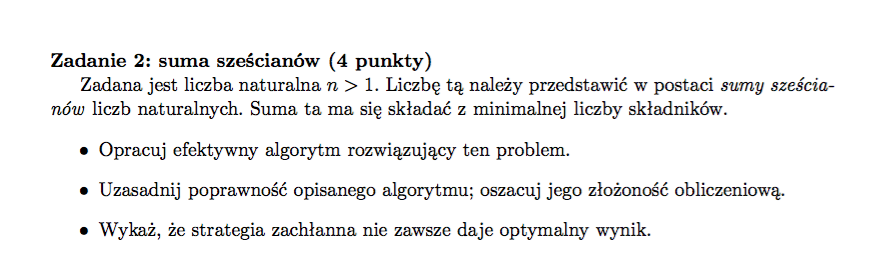 Zadanie 2: suma sześcianów (4 punkty)
Zadana jest liczba naturalna n > 1. Liczbę tą należy przedstawić w postaci sumy sześcia-
nów liczb naturalnych. Suma ta ma się składać z minimalnej liczby składników.
• Opracuj efektywny algorytm rozwiązujący ten problem.
• Uzasadnij poprawność opisanego algorytmu; oszacuj jego złożoność obliczeniową.
• Wykaż, że strategia zachłanna nie zawsze daje optymalny wynik.